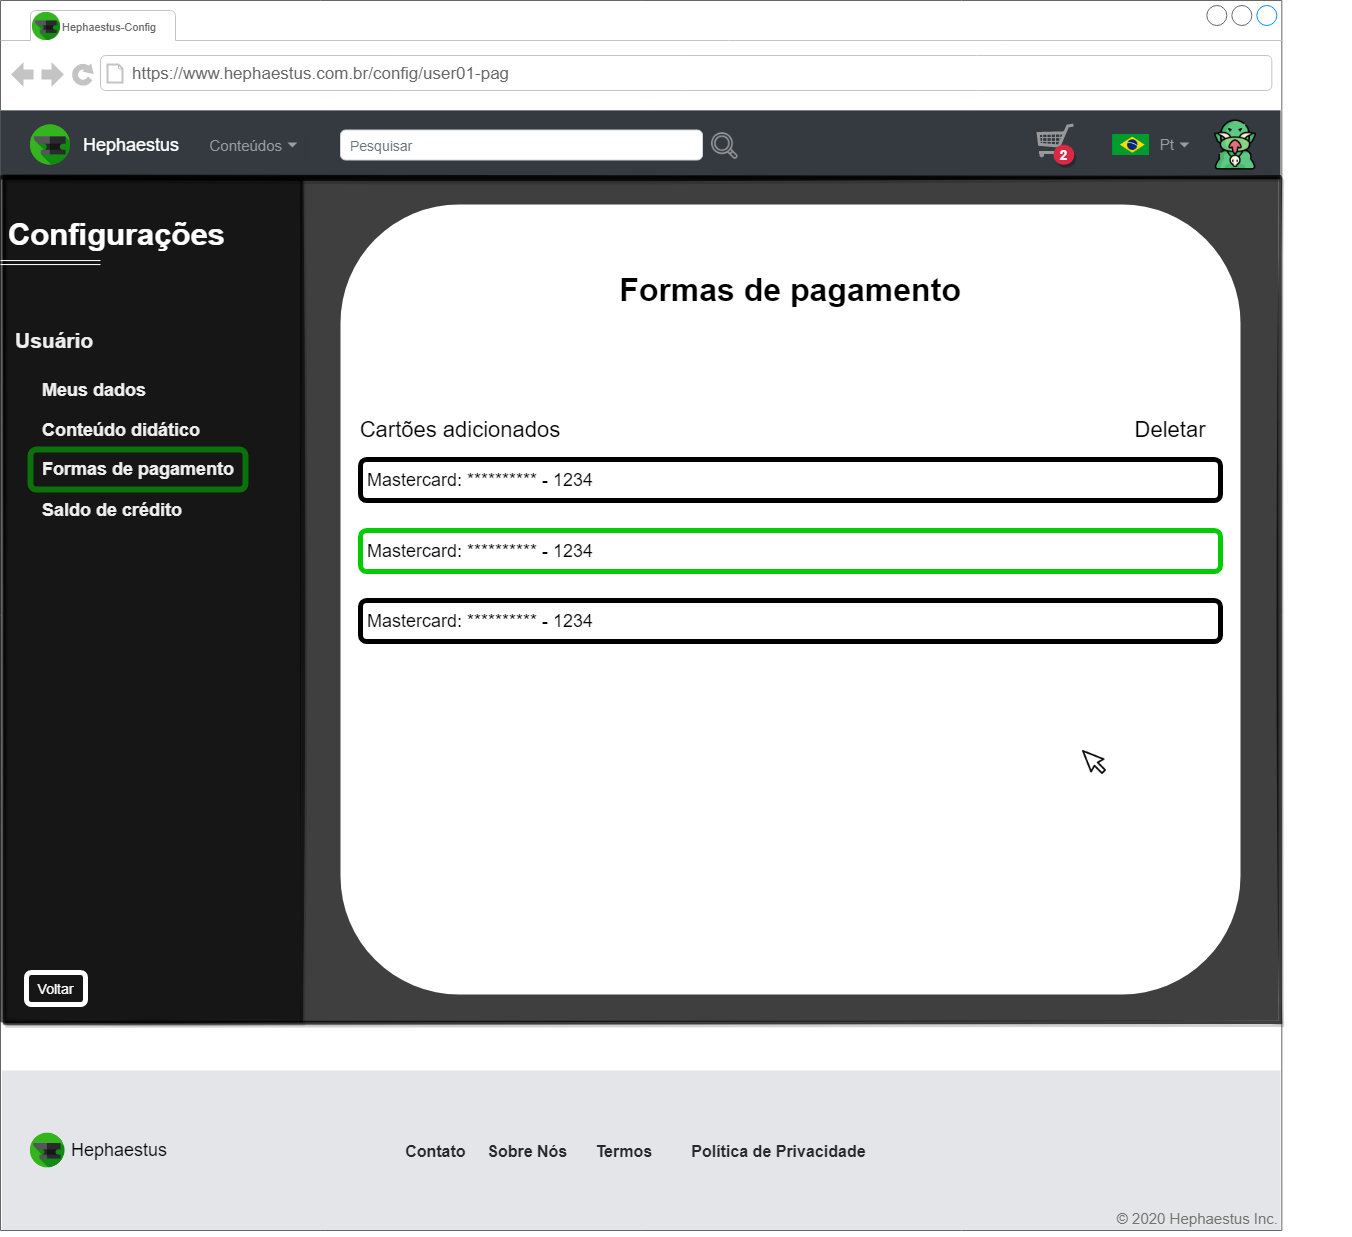 Hephaestus-Config
https://www.hephaestus.com.br/config/user01-pag
Hephaestus Conteúdos Pesquisar 2 Pt
Configurações
Usuário
Meus dados
Conteúdo didático
Formas de pagamento
Saldo de crédito
Voltar
Formas de pagamento
Cartões adicionados Deletar
Mastercard: ********** - 1234
Mastercard: ********** - 1234
Mastercard: ********** - 1234
Hephaestus Contato Sobre Nós Termos Política de Privacidade
© 2020 Hephaestus Inc.